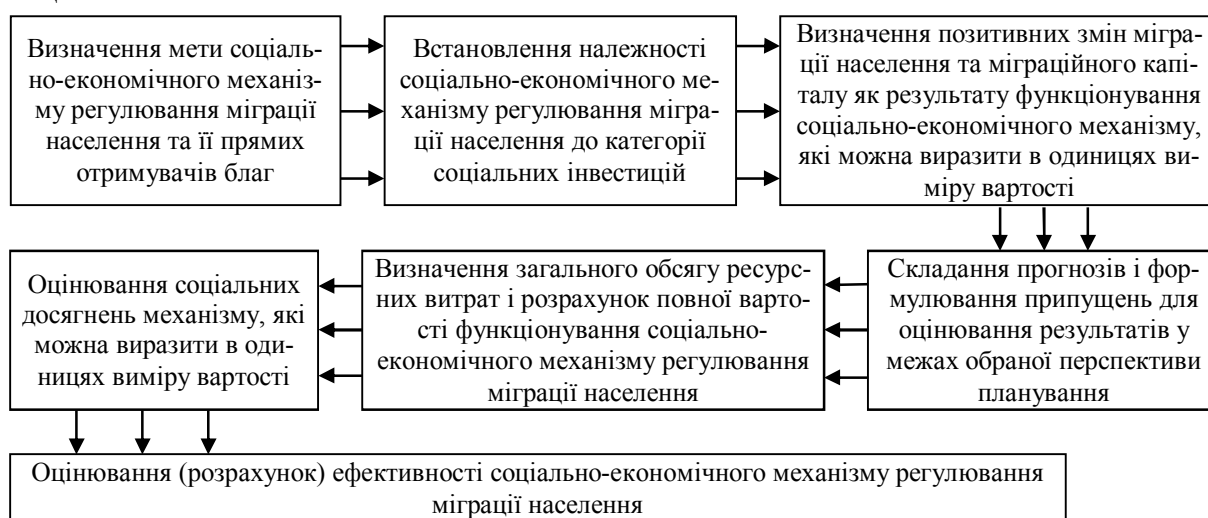 Визначення мети соціаль-
но-економічного механіз-
му регулювання міграції
населення та її прямих
отримувачів благ
Встановлення належності
соціально-економічного ме-
ханізму регулювання мігра-
ції населення до категорії
соціальних інвестицій
Визначення позитивних змін мігра-
ції населення та міграційного капі-
талу як результату функціонування
соціально-економічного механізму,
які можна виразити в одиницях ви-
міру вартості
Складання прогнозів і фор-
мулювання припущень для
оцінювання результатів у
межах обраної перспективи
планування
Визначення загального обсягу ресурс-
них витрат і розрахунок повної варто-
сті функціонування соціально-
економічного механізму регулювання
міграції населення
Оцінювання соціальних
досягнень механізму, які
можна виразити в оди-
ницях виміру вартості
Оцінювання (розрахунок) ефективності соціально-економічного механізму регулювання
міграції населення